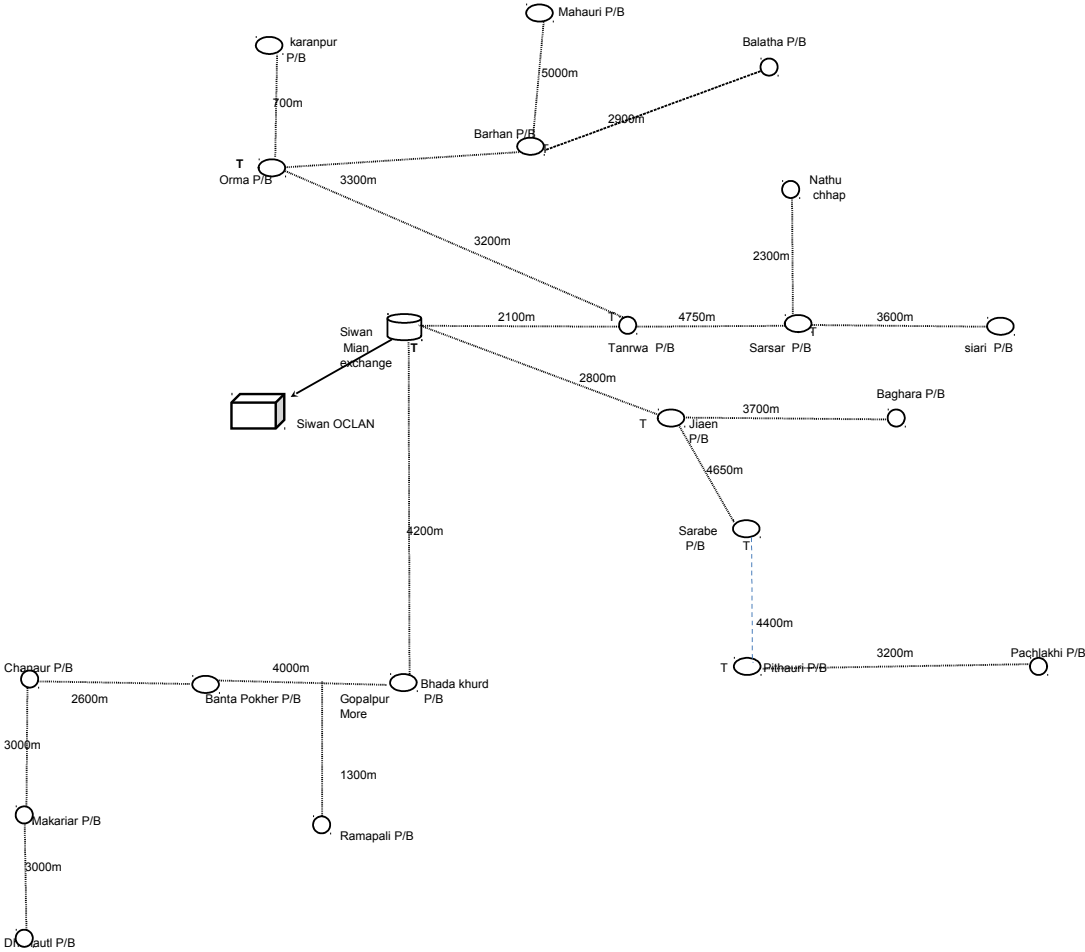 Mahauri P/B
karanpur
P/B
Balatha P/B
5000m
700m
2900m
Barhan P/B
T
T
Orma P/B
3300m
Nathu
chhap
3200m
2300m
T
2100m
4750m
3600m
Siwan
Mian
exchange
T
Tanrwa P/B
Sarsar P/B
T
siari P/B
2800m
Siwan OCLAN
Baghara P/B
3700m
T
Jiaen
P/B
4650m
Sarabe
P/B
T
4200m
4400m
T
Pithauri P/B
3200m
Pachlakhi P/B
Chanaur P/B
4000m
2600m
Banta Pokher P/B
Gopalpur
More
Bhada khurd
P/B
3000m
1300m
Makariar P/B
Ramapali P/B
3000m
P/B